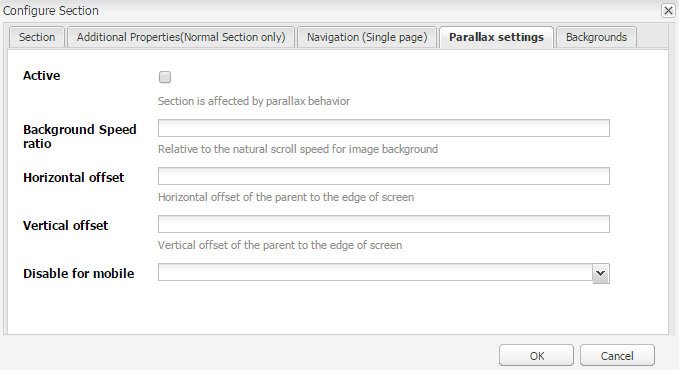 Configure Section
Section Additional Properties(Normal Section only) Navigation (Single page) Parallax settings Backgrounds
Active
Section is affected by parallax behavior
Background Speed
ratio
Relative to the natural scroll speed for image background
Horizontal offset
Horizontal offset of the parent to the edge of screen
Vertical offset
Vertical offset of the parent to the edge of screen
Disable for mobile
OK Cancel